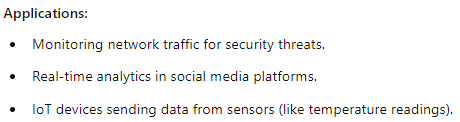 Applications:
• Monitoring network traffic for security threats.
• Real-time analytics in social media platforms.
• IoT devices sending data from sensors (like temperature readings).